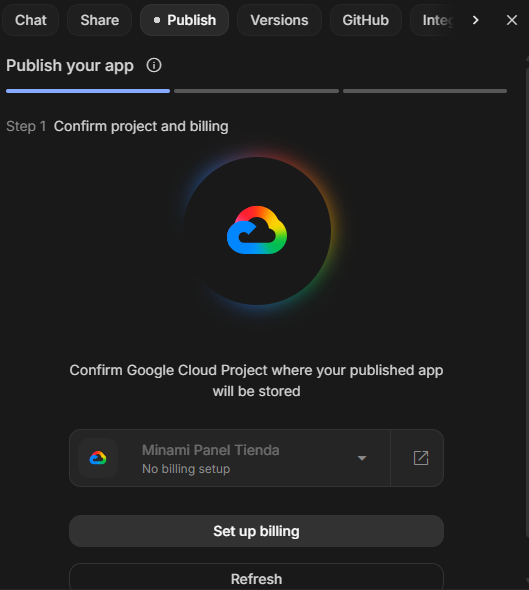 Chat Share Publish Versions GitHub Integ
Publish your app
Step 1 Confirm project and billing
Confirm Google Cloud Project where your published app
will be stored
Minami Panel Tienda
No billing setup
Set up billing
Refresh